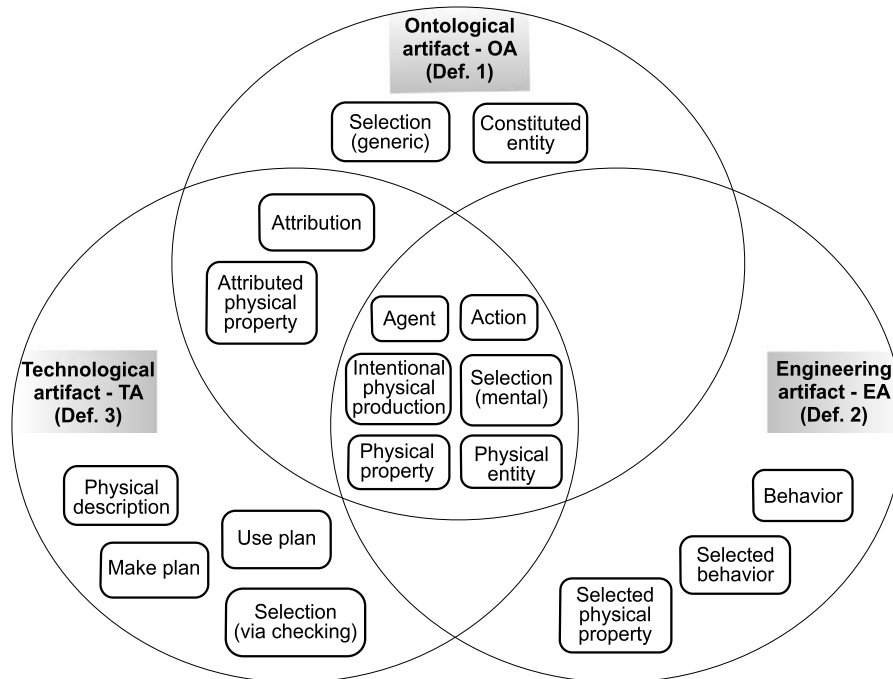 Ontological
artifact - OA
(Def. 1)
Selection
(generic)
Constituted
entity
Attribution
Attributed
physical
property
Agent
Action
Technological
artifact - TA
(Def. 3)
Intentional
physical
production
Selection
(mental)
Engineering
artifact - EA
(Def. 2)
Physical
property
Physical
entity
Physical
description
Behavior
Use plan
Make plan
Selected
behavior
Selection
(via checking)
Selected
physical
property